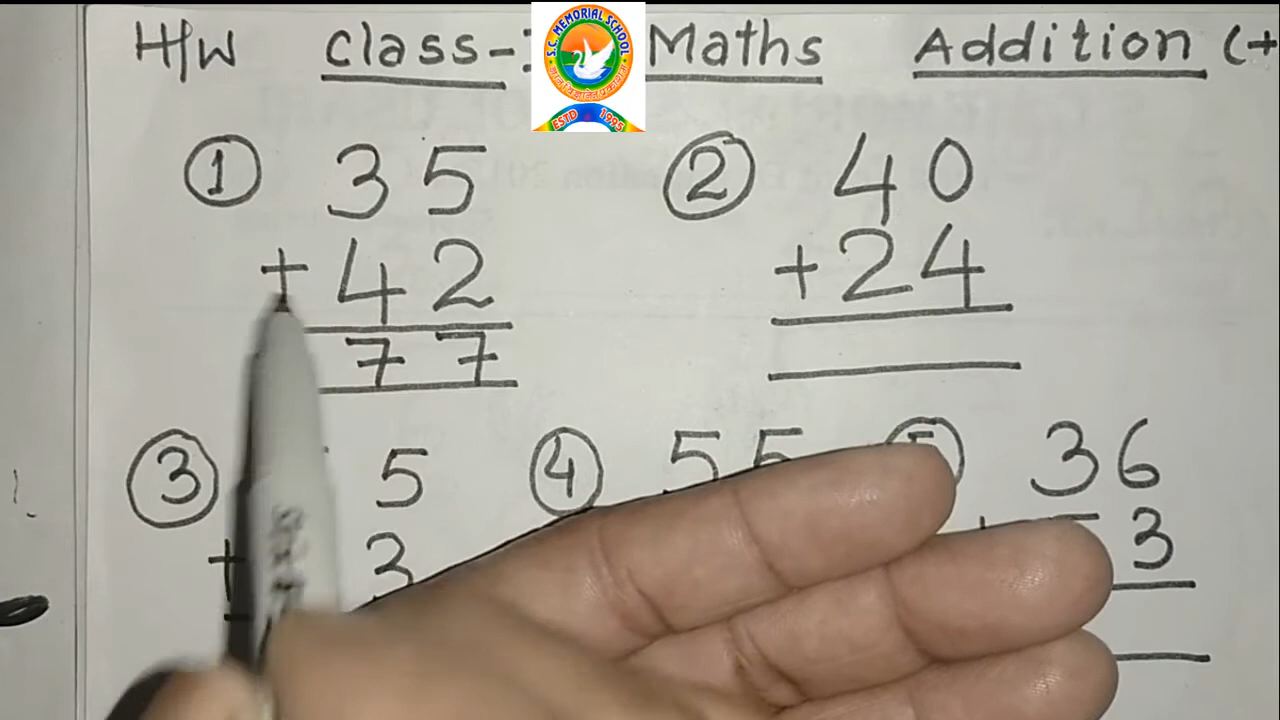 H/W Class- Maths Addition (+
S.C. MEMORIAL SCHOOL
ESTD 1995
① 35 ② 40
+ 42 + 24
77
③ 5 ④ 55 ⑤ 36
+ 3 3